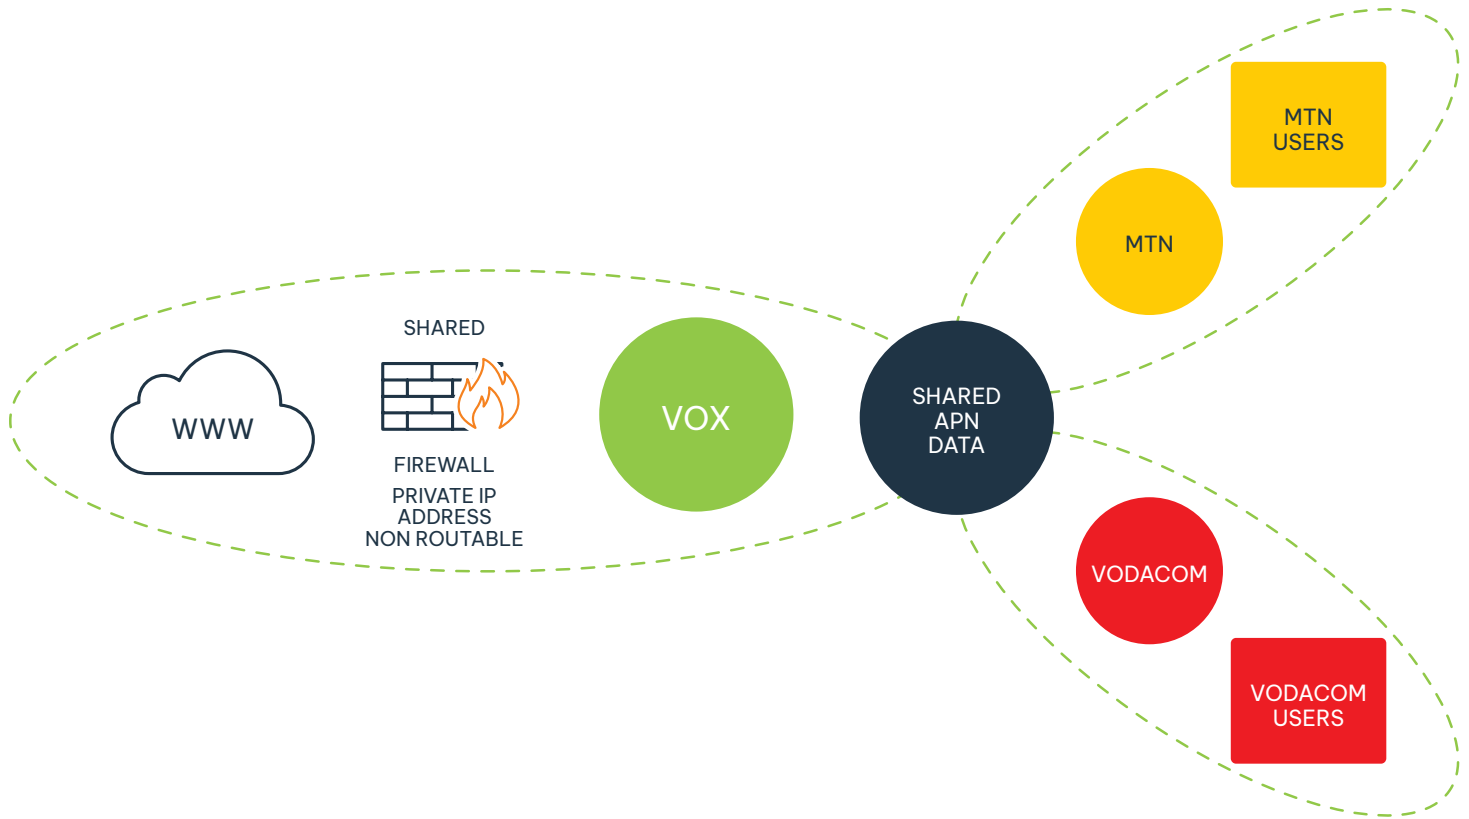 WWW
SHARED
FIREWALL
PRIVATE IP
ADDRESS
NON ROUTABLE
VOX
SHARED
APN
DATA
MTN
MTN
USERS
VODACOM
VODACOM
USERS